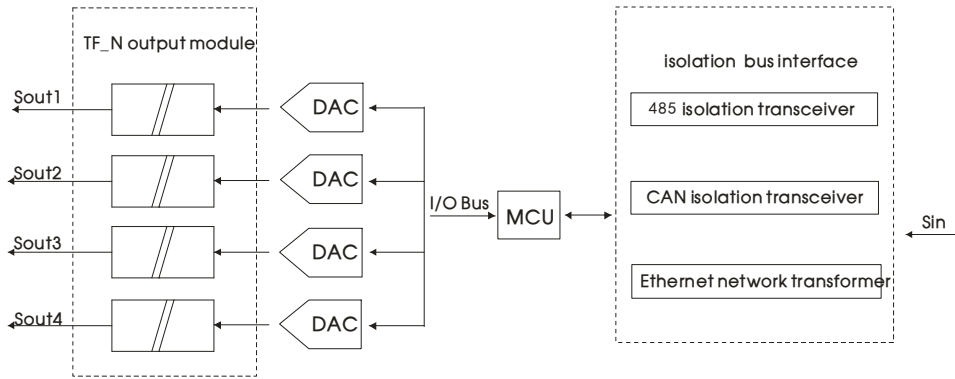 TF_N output module
isolation bus interface
Sout1
DAC
485 isolation transceiver
Sout2
DAC
CAN isolation transceiver
I/O Bus
MCU
Sin
Sout3
DAC
Ethernet network transformer
Sout4
DAC